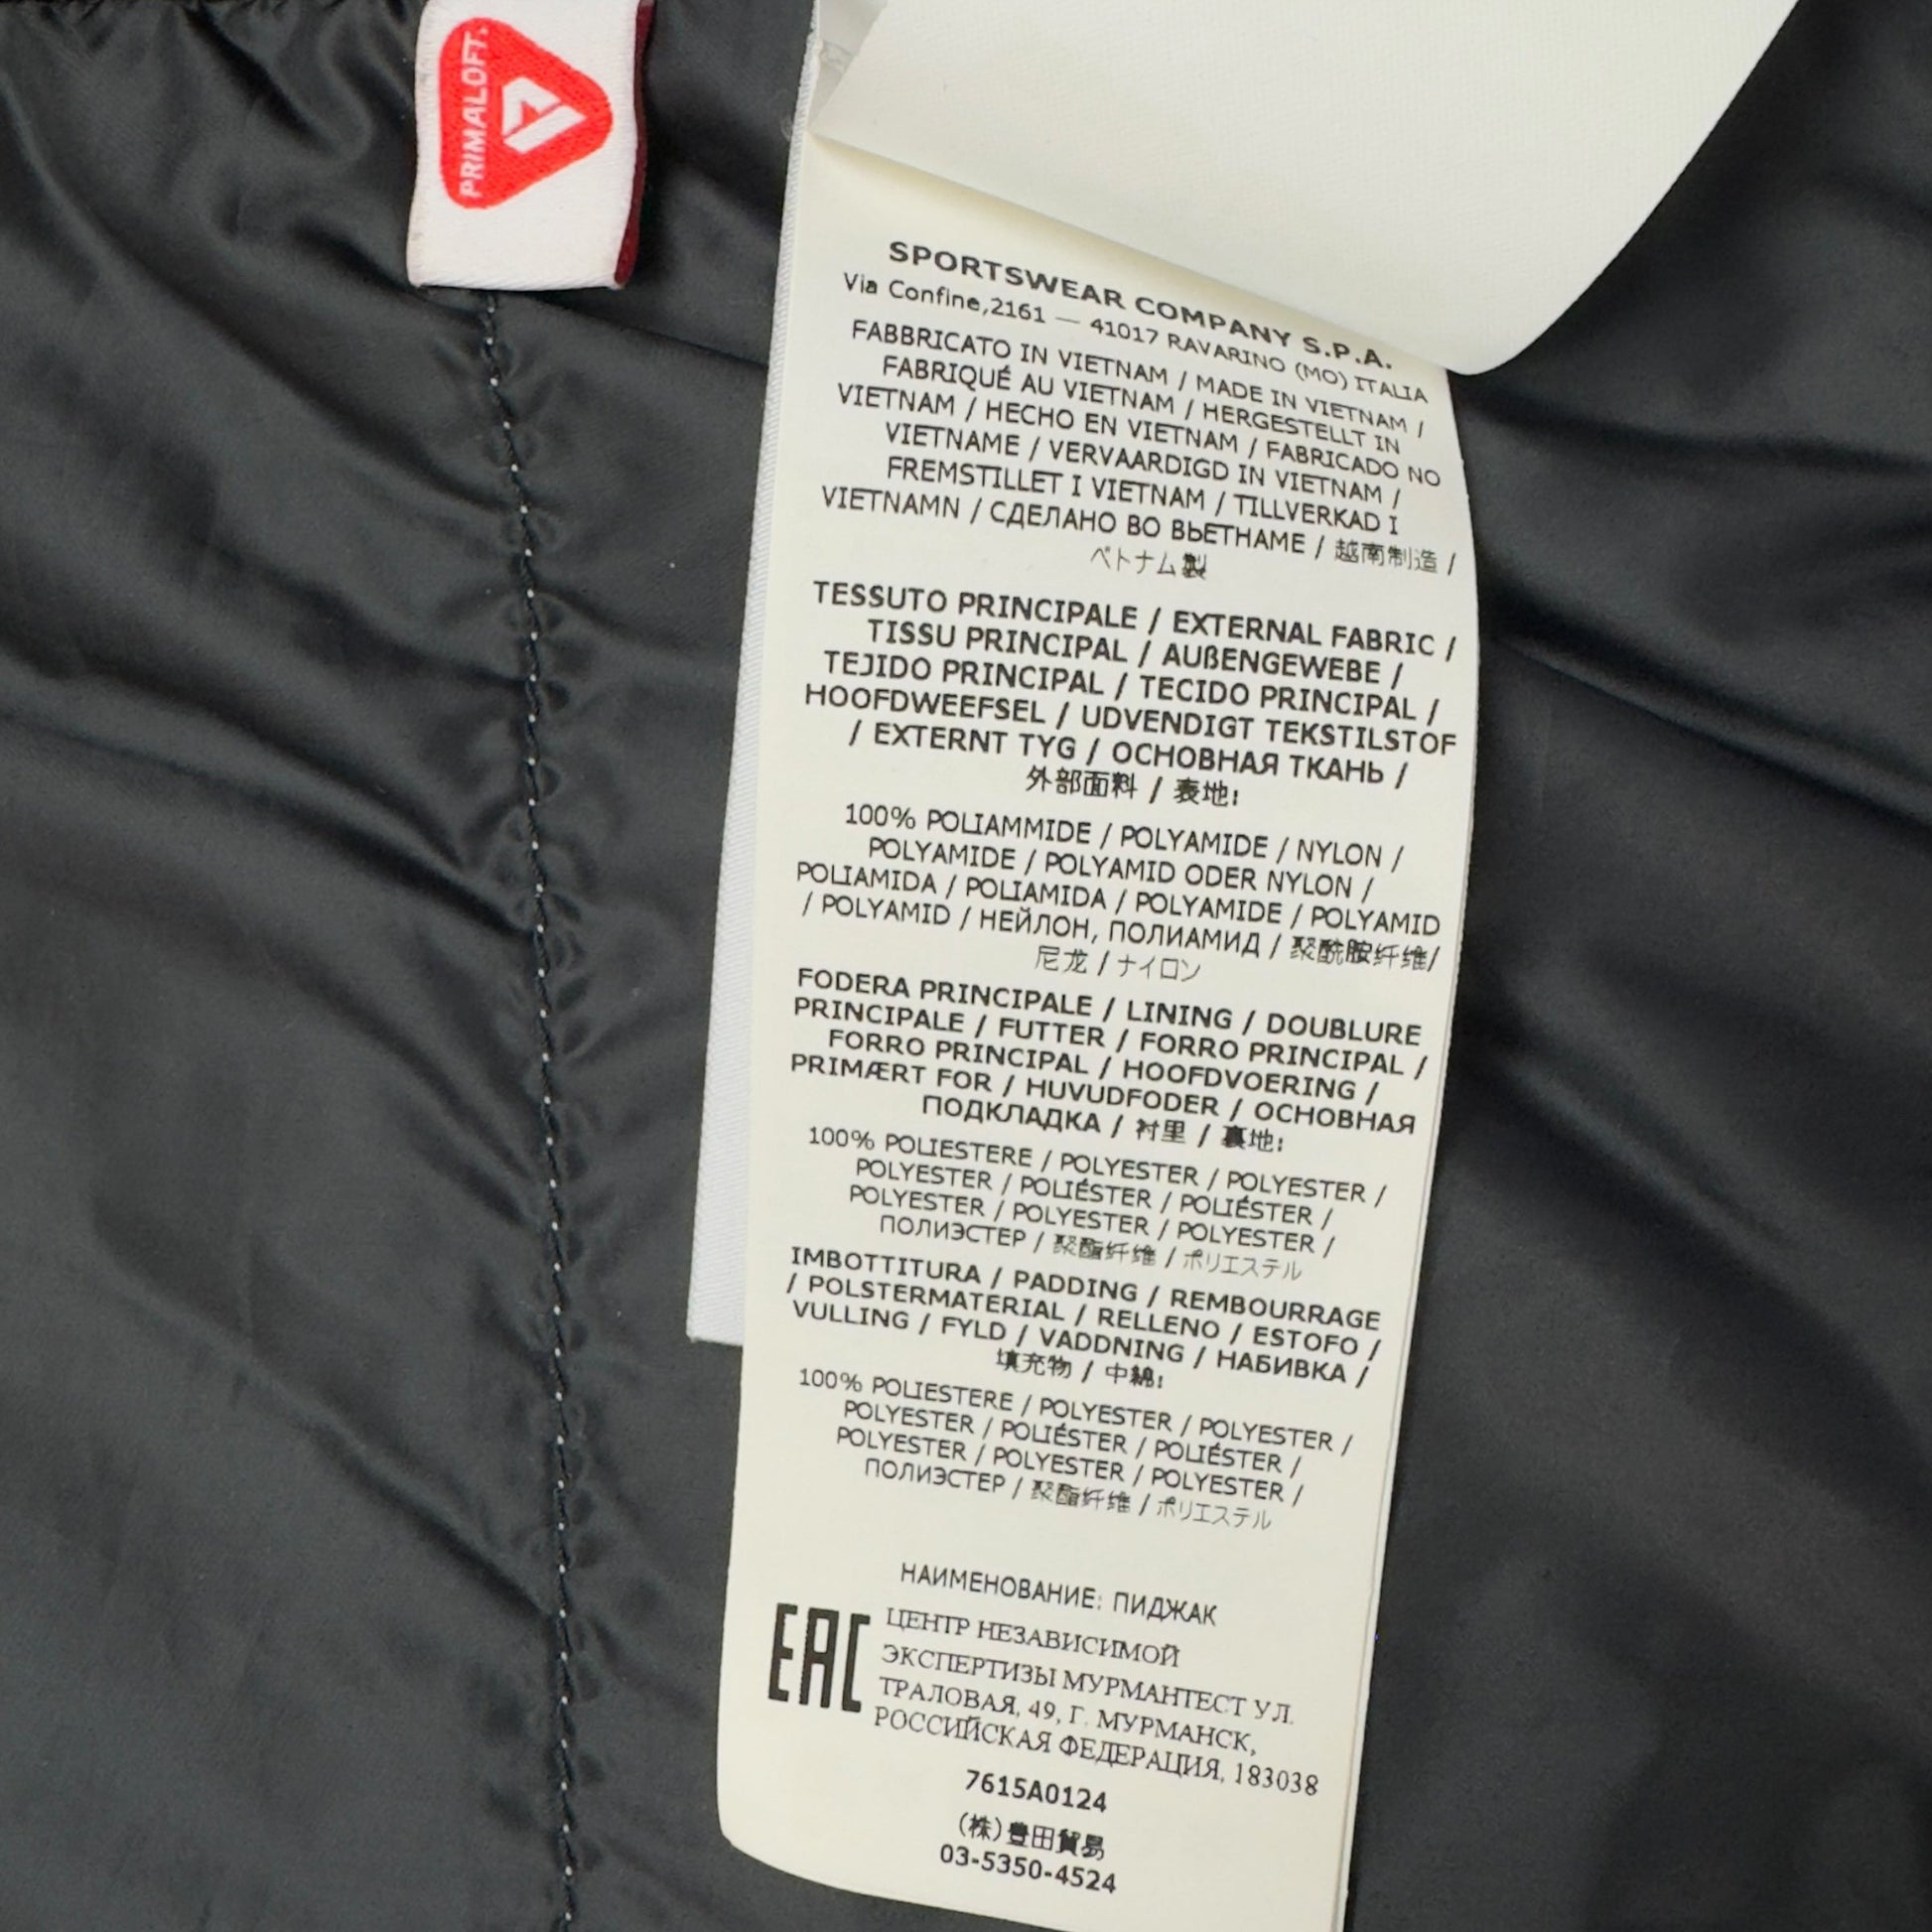 PRIMALOFT
SPORTSWEAR COMPANY S.P.A.
Via Confine,2161 — 41017 RAVARINO (MO) ITALIA
FABBRICATO IN VIETNAM / MADE IN VIETNAM /
FABRIQUÉ AU VIETNAM / HERGESTELLT IN
VIETNAM / HECHO EN VIETNAM / FABRICADO NO
VIETNAME / VERVAARDIGD IN VIETNAM /
FREMSTILLET I VIETNAM / TILLVERKAD I
VIETNAMN / СДЕЛАНО ВО ВЬЕТНАМЕ / 越南制造 /
ベトナム製
TESSUTO PRINCIPALE / EXTERNAL FABRIC /
TISSU PRINCIPAL / AUßENGEWEBE /
TEJIDO PRINCIPAL / TECIDO PRINCIPAL /
HOOFDWEEFSEL / UDVENDIGT TEKSTILSTOF
/ EXTERNT TYG / ОСНОВНАЯ ТКАНЬ /
外部面料 / 表地:
100% POLIAMMIDE / POLYAMIDE / NYLON /
POLYAMIDE / POLYAMID ODER NYLON /
POLIAMIDA / POLIAMIDA / POLYAMIDE / POLYAMID
/ POLYAMID / НЕЙЛОН, ПОЛИАМИД / 聚酰胺纤维/
尼龙 / ナイロン
FODERA PRINCIPALE / LINING / DOUBLURE
PRINCIPALE / FUTTER / FORRO PRINCIPAL /
FORRO PRINCIPAL / HOOFDVOERING /
PRIMÆRT FOR / HUVUDFODER / ОСНОВНАЯ
ПОДКЛАДКА / 衬里 / 裏地:
100% POLIESTERE / POLYESTER / POLYESTER /
POLYESTER / POLIÉSTER / POLIÉSTER /
POLYESTER / POLYESTER / POLYESTER /
ПОЛИЭСТЕР / 聚酯纤维 / ポリエステル
IMBOTTITURA / PADDING / REMBOURRAGE
/ POLSTERMATERIAL / RELLENO / ESTOFO /
VULLING / FYLD / VADDNING / НАБИВКА /
填充物 / 中綿:
100% POLIESTERE / POLYESTER / POLYESTER /
POLYESTER / POLIÉSTER / POLIÉSTER /
POLYESTER / POLYESTER / POLYESTER /
ПОЛИЭСТЕР / 聚酯纤维 / ポリエステル
НАИМЕНОВАНИЕ: ПИДЖАК
EAC
ЦЕНТР НЕЗАВИСИМОЙ
ЭКСПЕРТИЗЫ МУРМАНТЕСТ УЛ.
ТРАЛОВАЯ, 49, Г. МУРМАНСК,
РОССИЙСКАЯ ФЕДЕРАЦИЯ, 183038
7615A0124
(株)豊田貿易
03-5350-4524